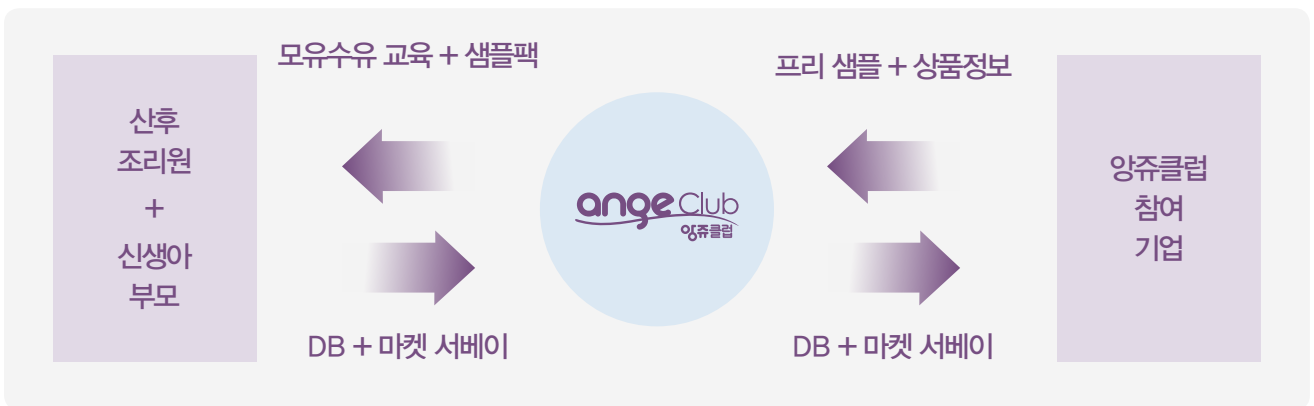 모유수유 교육 + 샘플팩
프리 샘플 + 상품정보
산후
조리원
+
신생아
부모
ange Club
앙쥬클럽
앙쥬클럽
참여
기업
DB + 마켓 서베이
DB + 마켓 서베이